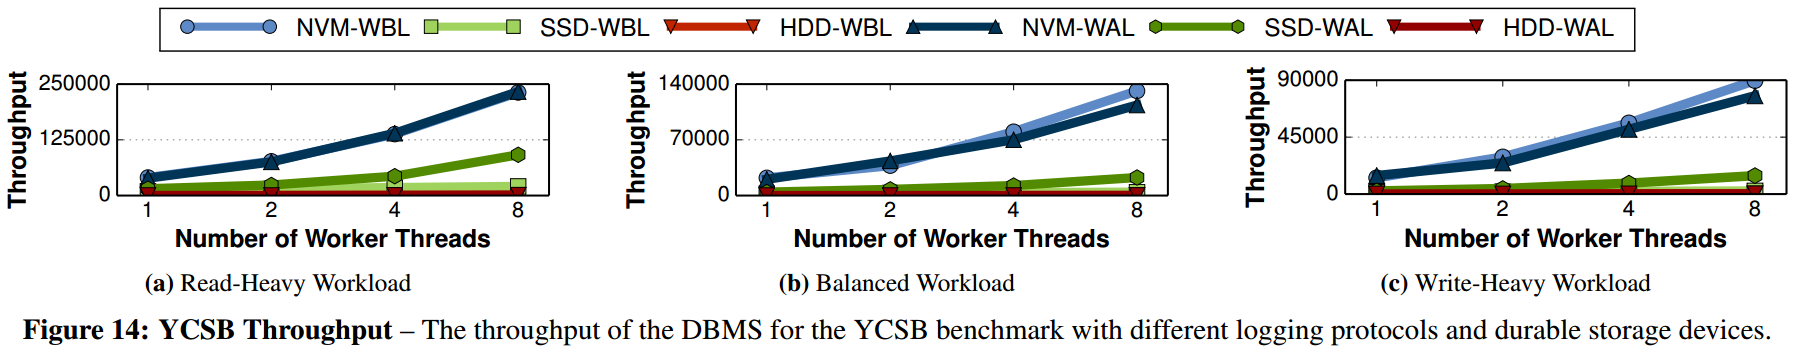 NVM-WBL SSD-WBL HDD-WBL NVM-WAL SSD-WAL HDD-WAL
Throughput
250000
125000
0
1 2 4 8
Number of Worker Threads
(a) Read-Heavy Workload
Throughput
140000
70000
0
1 2 4 8
Number of Worker Threads
(b) Balanced Workload
Throughput
90000
45000
0
1 2 4 8
Number of Worker Threads
(c) Write-Heavy Workload
Figure 14: YCSB Throughput – The throughput of the DBMS for the YCSB benchmark with different logging protocols and durable storage devices.